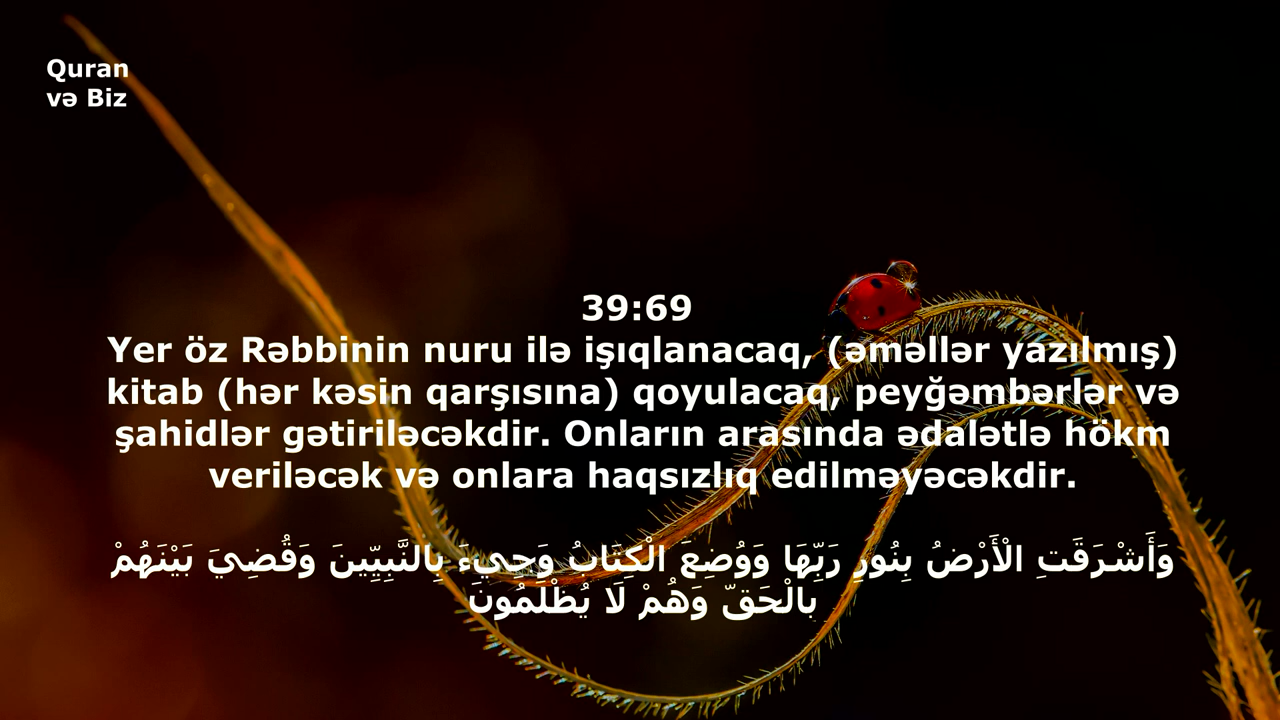 Quran
və Biz
39:69
Yer öz Rəbbinin nuru ilə işıqlanacaq, (əməllər yazılmış)
kitab (hər kəsin qarşısına) qoyulacaq, peyğəmbərlər və
şahidlər gətiriləcəkdir. Onların arasında ədalətlə hökm
veriləcək və onlara haqsızlıq edilməyəcəkdir.
وَأَشْرَقَتِ الْأَرْضُ بِنُورِ رَبِّهَا وَوُضِعَ الْكِتَابُ وَجِيءَ بِالنَّبِيِّينَ وَقُضِيَ بَيْنَهُمْ
بِالْحَقِّ وَهُمْ لَا يُظْلَمُونَ